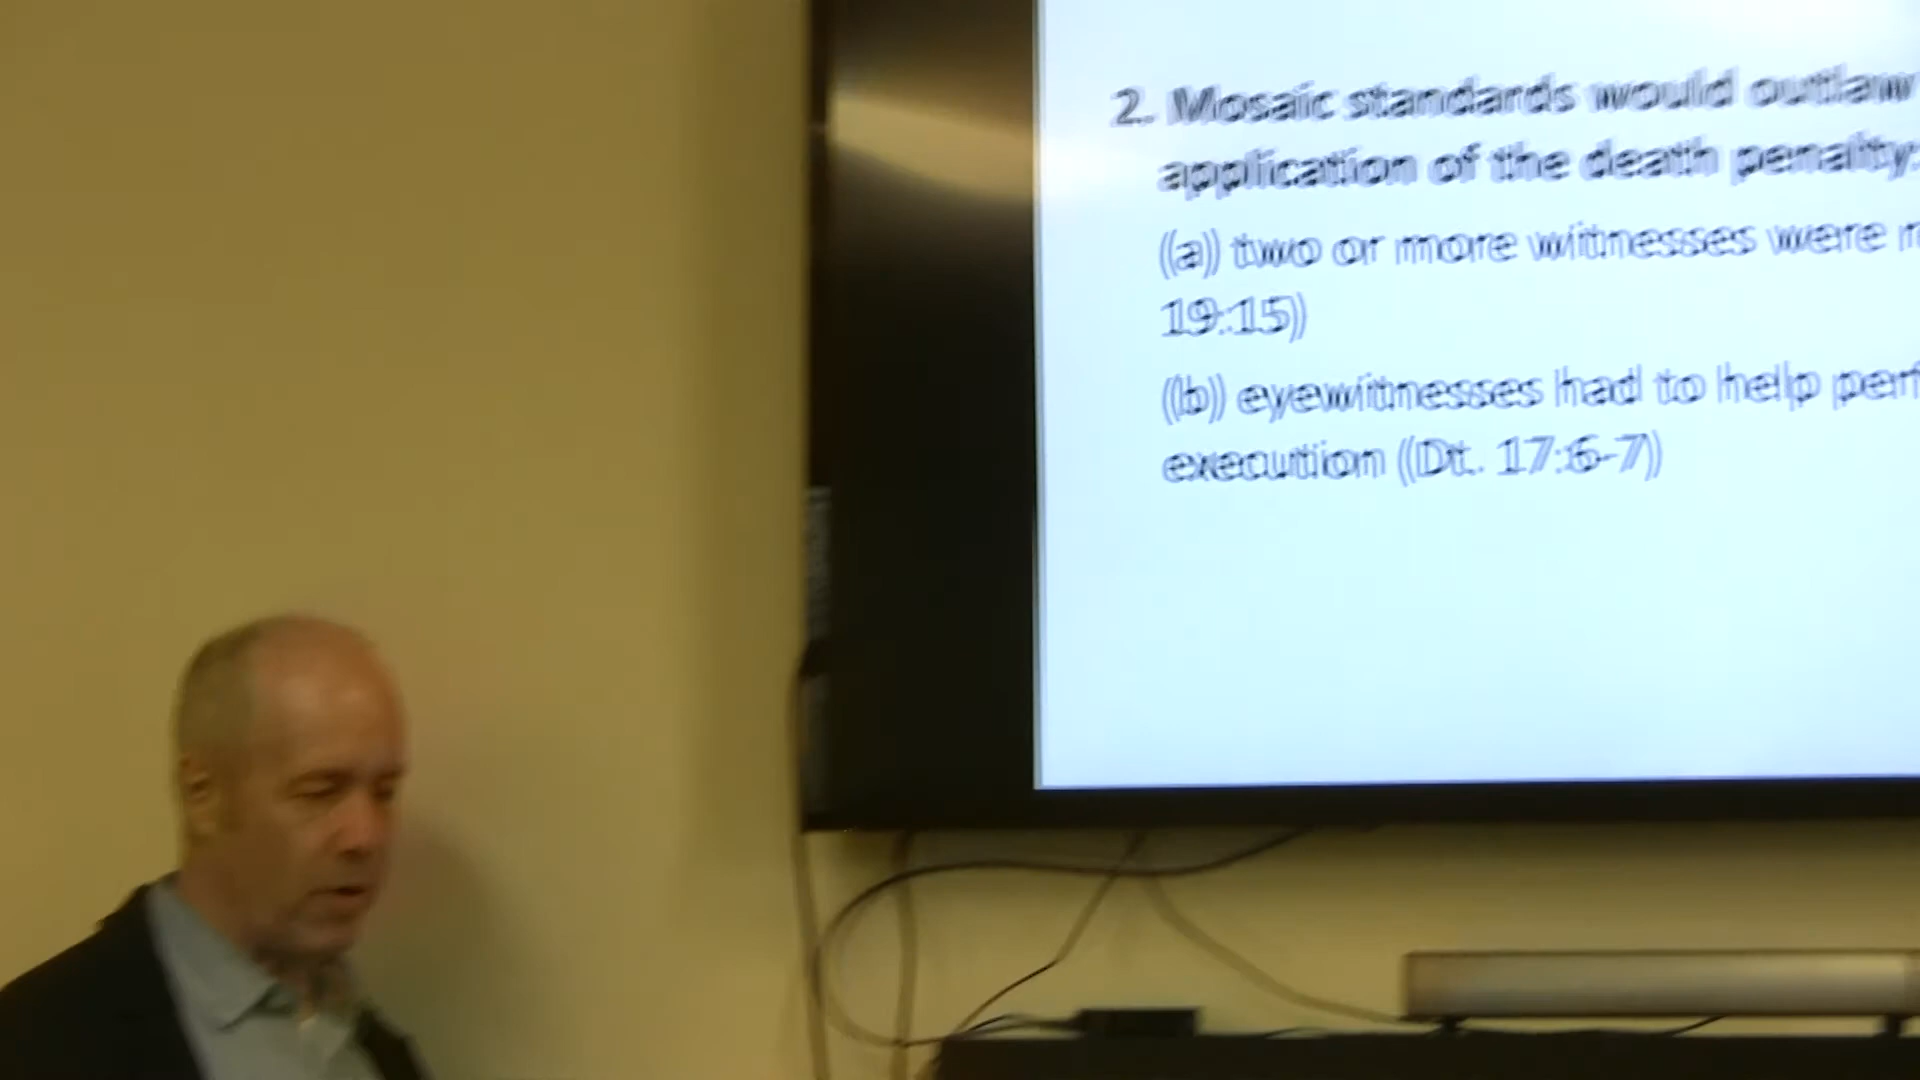 2. Mosaic standards would outlaw
application of the death penalty:
(a) two or more witnesses were
19:15)
(b) eyewitnesses had to help
execution (Dt. 17:6-7)